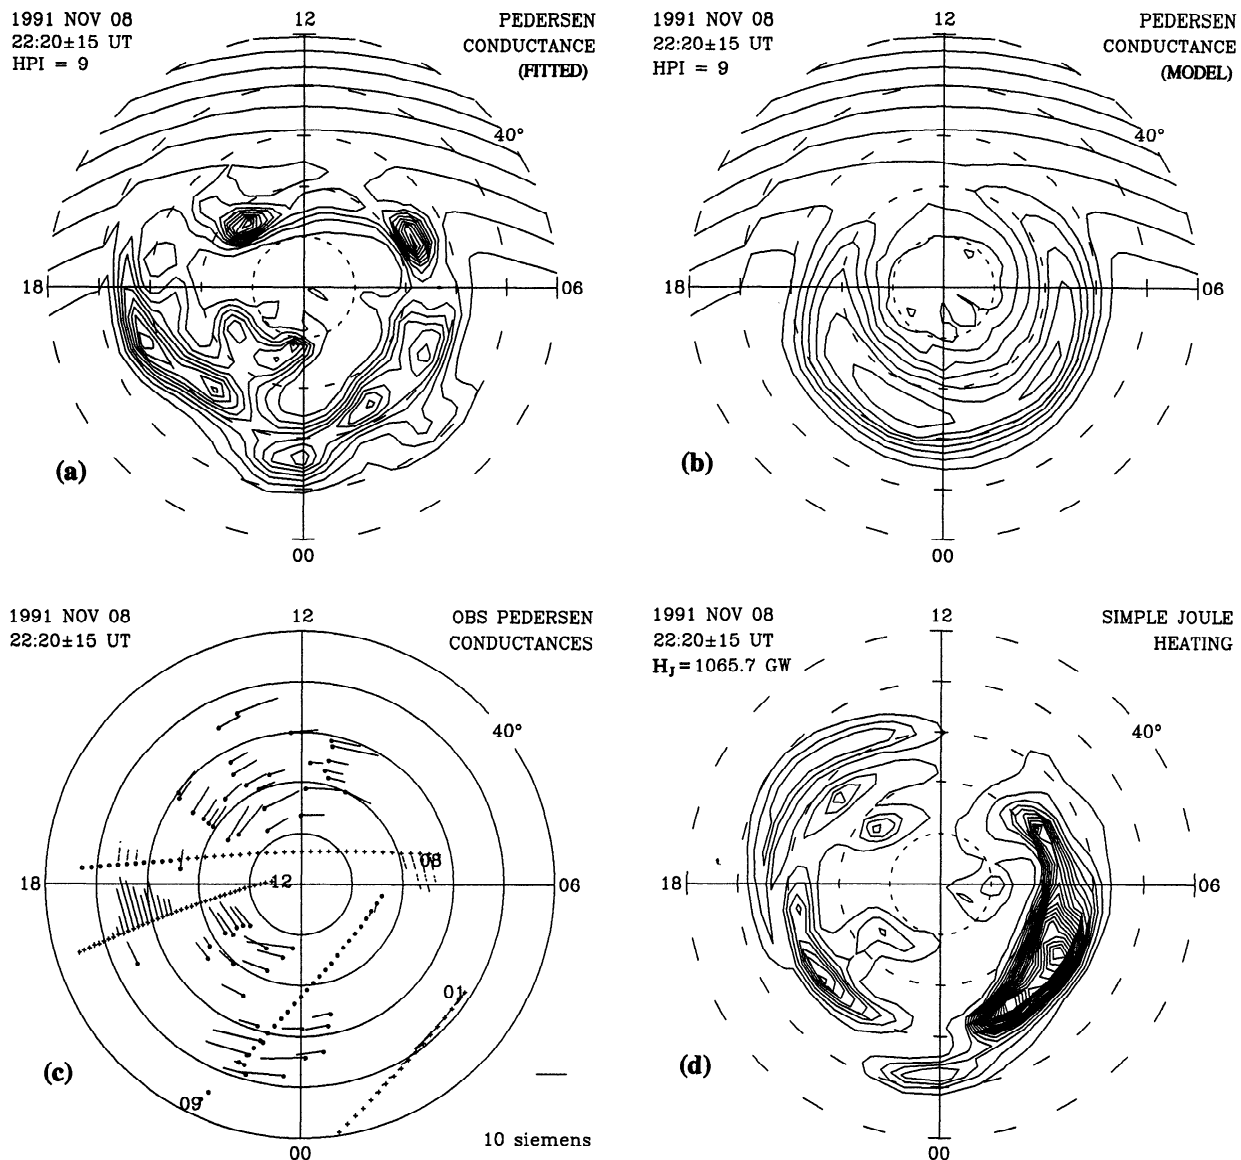 1991 NOV 08
22:20±15 UT
HPI = 9
12
PEDERSEN
CONDUCTANCE
(FITTED)
40°
18
06
(a)
00
1991 NOV 08
22:20±15 UT
HPI = 9
12
PEDERSEN
CONDUCTANCE
(MODEL)
40°
18
06
(b)
00
1991 NOV 08
22:20±15 UT
12
OBS PEDERSEN
CONDUCTANCES
40°
08
18
12
06
01
(c)
09
10 siemens
00
1991 NOV 08
22:20±15 UT
HJ=1065.7 GW
12
SIMPLE JOULE
HEATING
40°
18
06
(d)
00